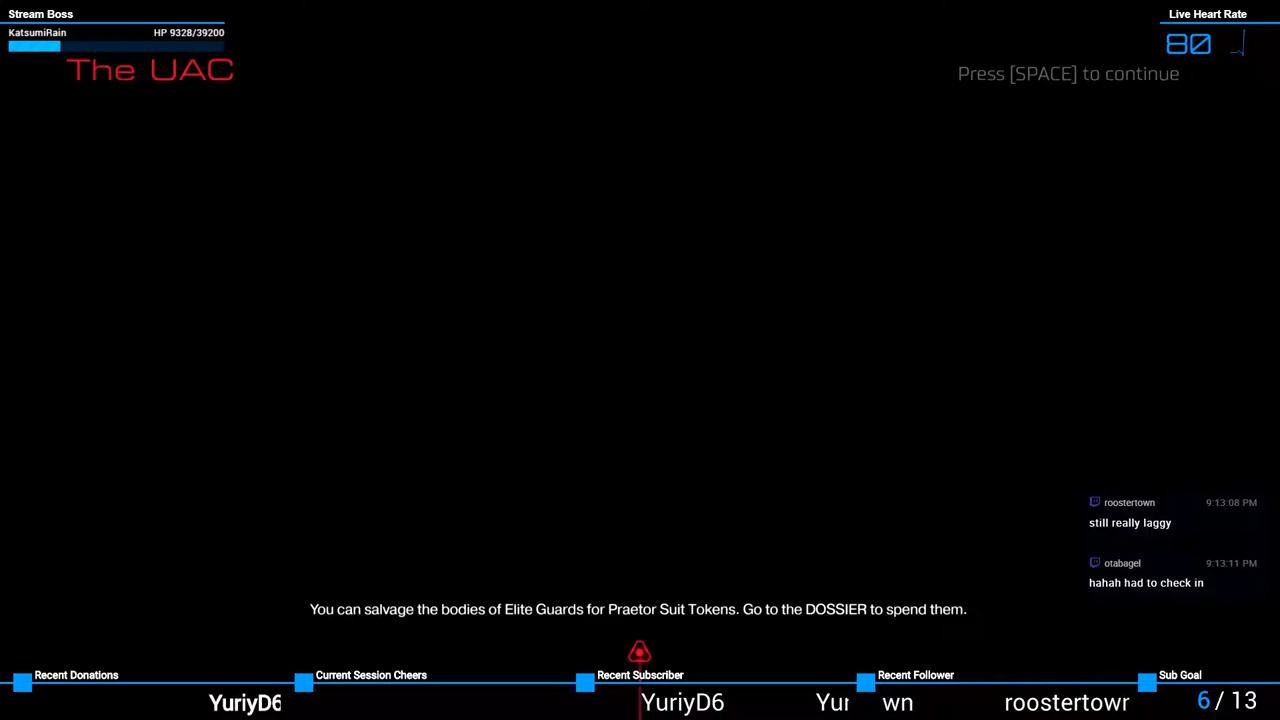 Stream Boss
KatsumiRain HP 9328/39200
The UAC
Live Heart Rate
80
Press [SPACE] to continue
roostertown 9:13:08 PM
still really laggy
otabagel 9:13:11 PM
hahah had to check in
You can salvage the bodies of Elite Guards for Praetor Suit Tokens. Go to the DOSSIER to spend them.
Recent Donations
YuriyD6
Current Session Cheers
Recent Subscriber
YuriyD6 Yur
Recent Follower
wn roostertowr
Sub Goal
6 / 13